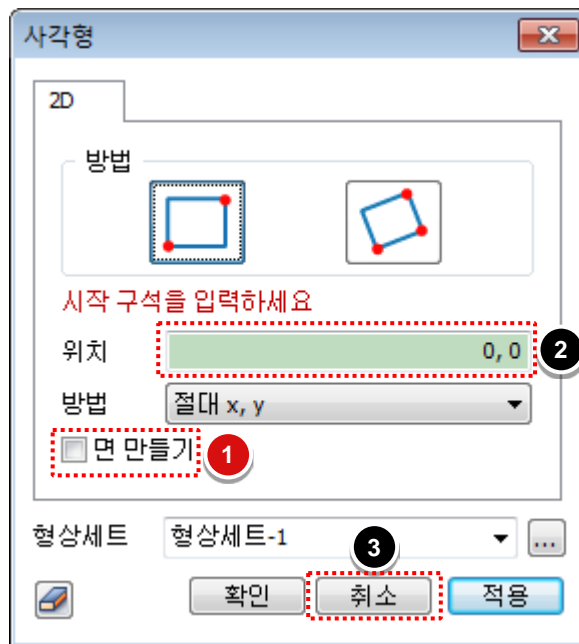 사각형
2D
방법
시작 구석을 입력하세요
위치 0, 0 2
방법 절대 x, y
면 만들기 1
형상세트 형상세트-1 ...
3
확인 취소 적용